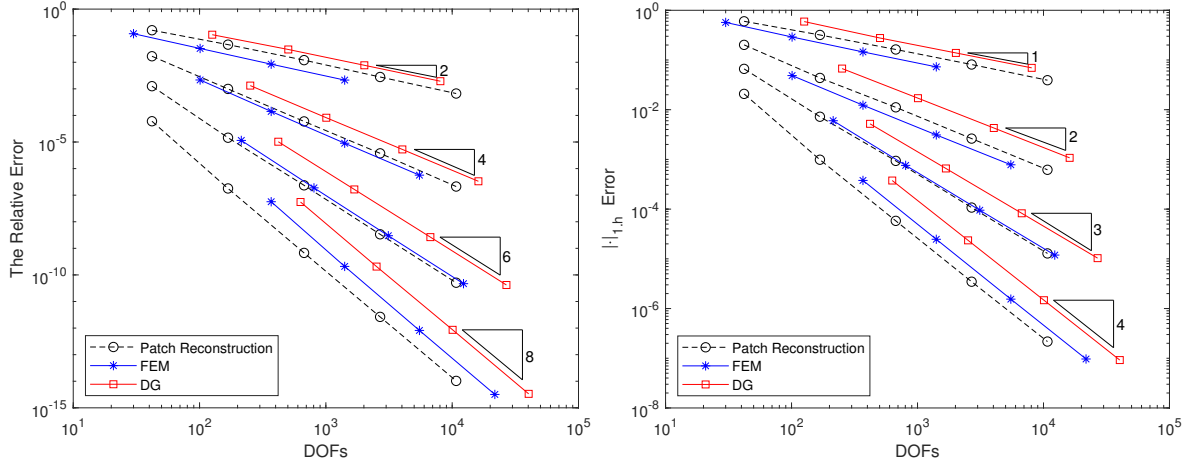 10^0
10^-5
10^-10
10^-15
The Relative Error
2
4
6
8
Patch Reconstruction
FEM
DG
10^1
10^2
10^3
10^4
10^5
DOFs
10^0
10^-2
10^-4
10^-6
10^-8
|·|_{1,h} Error
1
2
3
4
Patch Reconstruction
FEM
DG
10^1
10^2
10^3
10^4
10^5
DOFs